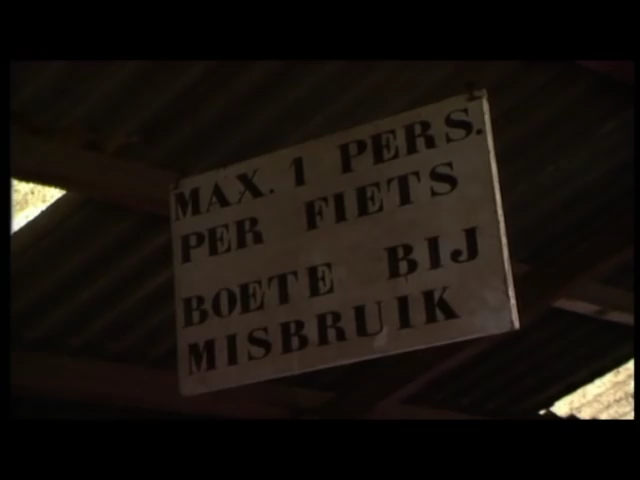 MAX. 1 PERS.
PER FIETS
BOETE BIJ
MISBRUIK